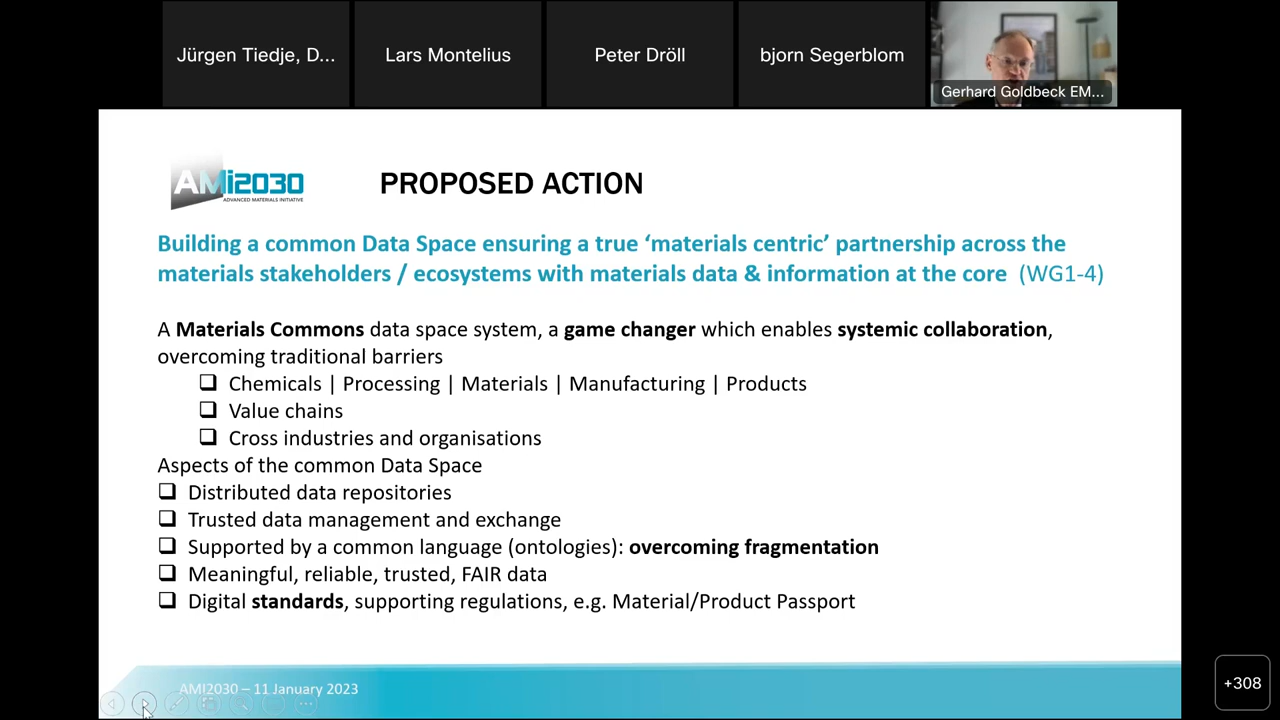 Jürgen Tiedje, D...
Lars Montelius
Peter Dröll
bjorn Segerblom
Gerhard Goldbeck EM...
AMi2030
ADVANCED MATERIALS INITIATIVE
PROPOSED ACTION
Building a common Data Space ensuring a true ‘materials centric’ partnership across the
materials stakeholders / ecosystems with materials data & information at the core (WG1-4)
A Materials Commons data space system, a game changer which enables systemic collaboration,
overcoming traditional barriers
❑ Chemicals | Processing | Materials | Manufacturing | Products
❑ Value chains
❑ Cross industries and organisations
Aspects of the common Data Space
❑ Distributed data repositories
❑ Trusted data management and exchange
❑ Supported by a common language (ontologies): overcoming fragmentation
❑ Meaningful, reliable, trusted, FAIR data
❑ Digital standards, supporting regulations, e.g. Material/Product Passport
AMI2030 – 11 January 2023
+308